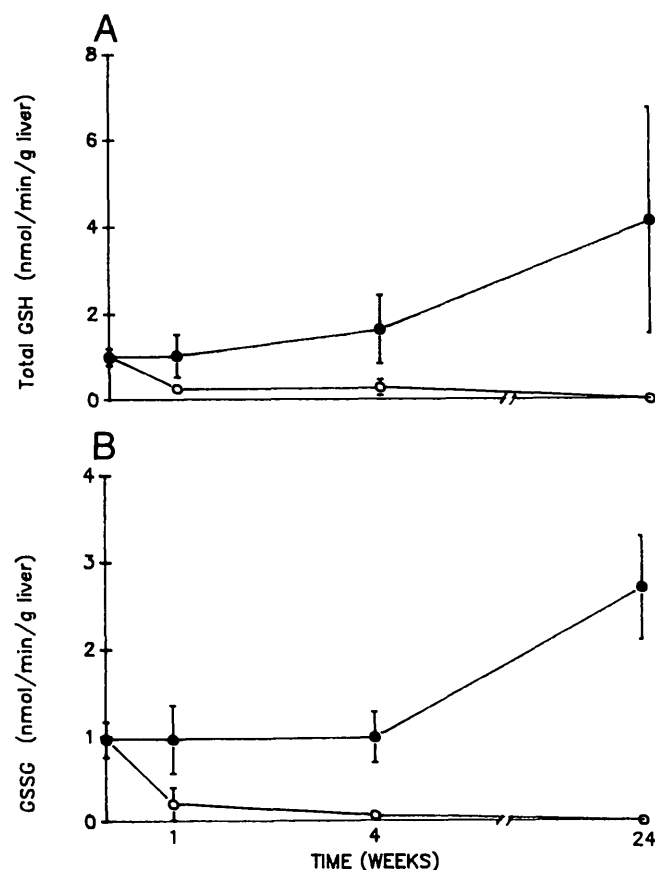 A
Total GSH (nmol/min/g liver)
8
6
4
2
0
B
GSSG (nmol/min/g liver)
4
3
2
1
0
1
4
24
TIME (WEEKS)